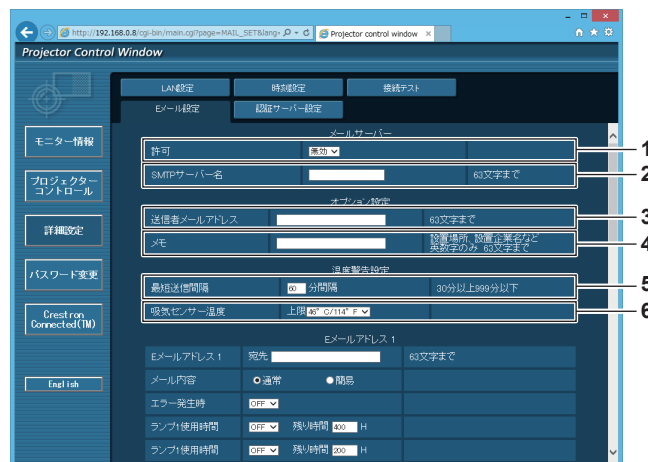 http://192.168.0.8/cgi-bin/main.cgi?page=MAIL_SET&lang=
Projector control window
Projector Control Window
LAN設定
時刻設定
接続テスト
Eメール設定
認証サーバー設定
モニター情報
プロジェクター
コントロール
詳細設定
パスワード変更
Crestron
Connected(TM)
English
メールサーバー
許可
無効
1
SMTPサーバー名
63文字まで
2
オプション設定
送信者メールアドレス
63文字まで
3
メモ
設置場所、設置企業名など
英数字のみ 63文字まで
4
温度警告設定
最短送信間隔
60 分間隔
30分以上999分以下
5
吸気センサー温度
上限 46°C/114°F
6
Eメールアドレス 1
Eメールアドレス 1
宛先
63文字まで
メール内容
通常
簡易
エラー発生時
OFF
ランプ1使用時間
OFF 残り時間 400 H
ランプ1使用時間
OFF 残り時間 200 H